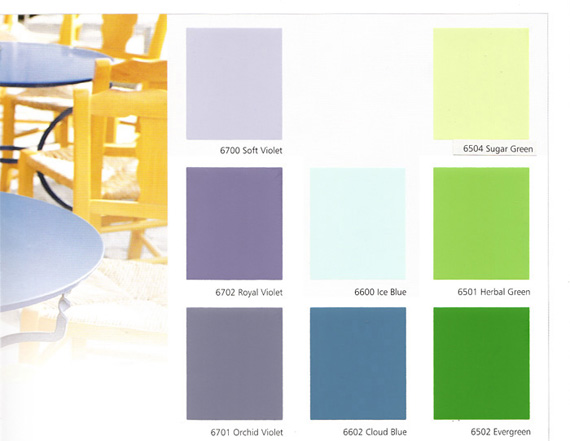 6700 Soft Violet
6504 Sugar Green
6702 Royal Violet
6600 Ice Blue
6501 Herbal Green
6701 Orchid Violet
6602 Cloud Blue
6502 Evergreen